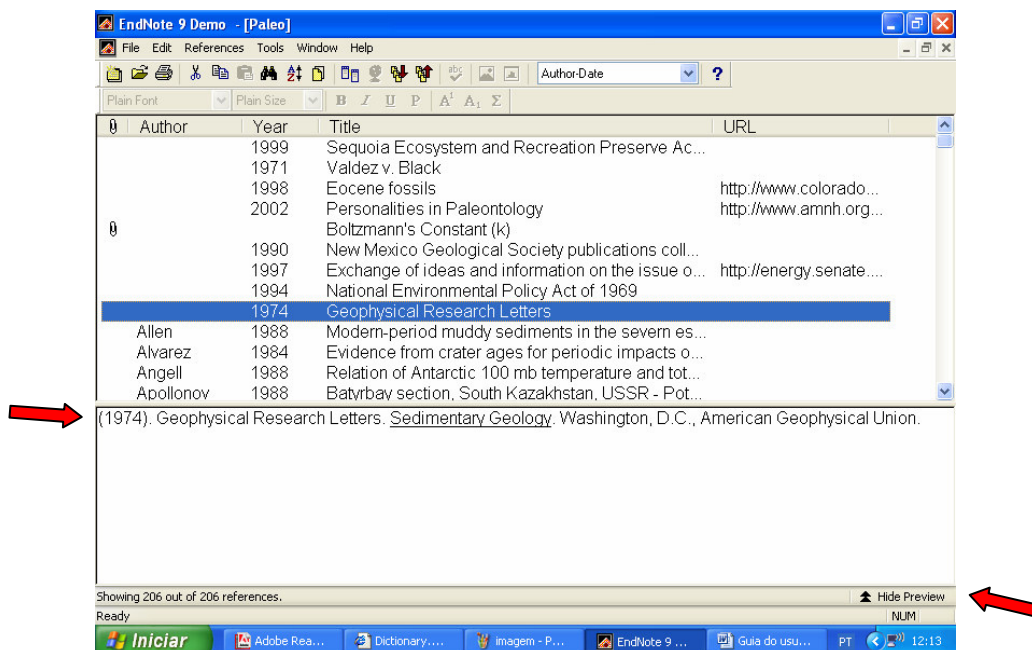 EndNote 9 Demo - [Paleo]
File Edit References Tools Window Help
Author-Date ?
Plain Font Plain Size B I U P A¹ A₁ Σ
Author Year Title URL
1999 Sequoia Ecosystem and Recreation Preserve Ac...
1971 Valdez v. Black
1998 Eocene fossils http://www.colorado...
2002 Personalities in Paleontology http://www.amnh.org...
Boltzmann's Constant (k)
1990 New Mexico Geological Society publications coll...
1997 Exchange of ideas and information on the issue o... http://energy.senate....
1994 National Environmental Policy Act of 1969
1974 Geophysical Research Letters
Allen 1988 Modern-period muddy sediments in the severn es...
Alvarez 1984 Evidence from crater ages for periodic impacts o...
Angell 1988 Relation of Antarctic 100 mb temperature and tot...
Apollonov 1988 Batyrbay section, South Kazakhstan, USSR - Pot...
(1974). Geophysical Research Letters. Sedimentary Geology. Washington, D.C., American Geophysical Union.
Showing 206 out of 206 references. Hide Preview
Ready NUM
Iniciar Adobe Rea... Dictionary.... imagem - P... EndNote 9 ... Guia do usu... PT 12:13